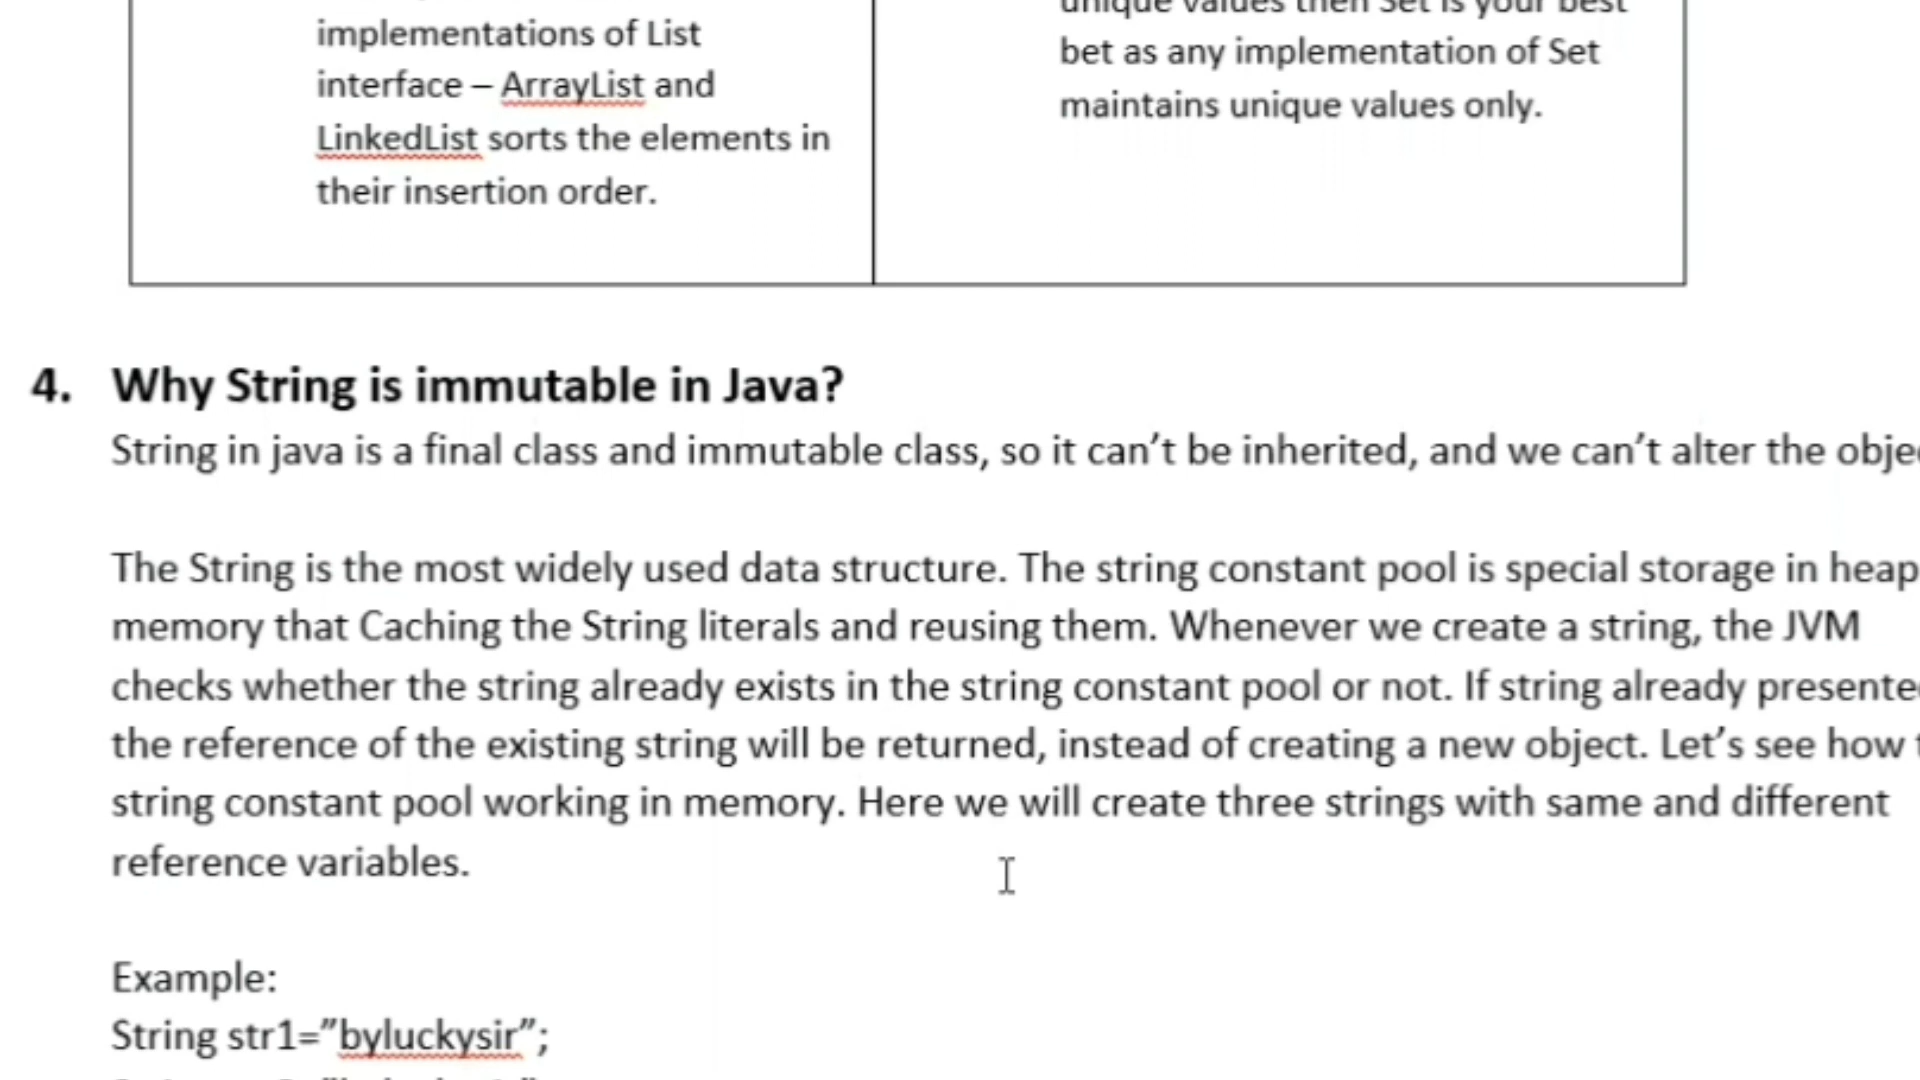 implementations of List
interface – ArrayList and
LinkedList sorts the elements in
their insertion order.
unique values then Set is your best
bet as any implementation of Set
maintains unique values only.
4. Why String is immutable in Java?
String in java is a final class and immutable class, so it can’t be inherited, and we can’t alter the
The String is the most widely used data structure. The string constant pool is special storage in heap
memory that Caching the String literals and reusing them. Whenever we create a string, the JVM
checks whether the string already exists in the string constant pool or not. If string already
the reference of the existing string will be returned, instead of creating a new object. Let’s see how
string constant pool working in memory. Here we will create three strings with same and different
reference variables.
Example:
String str1=”byluckysir”;